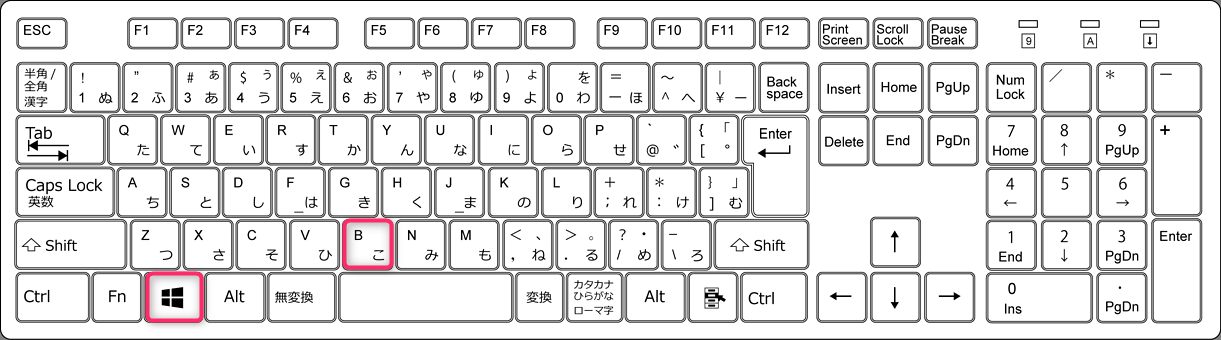 ESC F1 F2 F3 F4 F5 F6 F7 F8 F9 F10 F11 F12 Print Screen Scroll Lock Pause Break 9 A ↓
半角/全角 漢字 ! 1 ぬ " 2 ふ # ぁ 3 あ $ ぅ 4 う % ぇ 5 え & ぉ 6 お ' ゃ 7 や ( ゅ 8 ゆ ) ょ 9 よ を 0 わ = ー ほ 〜 ^ へ | ¥ ー Back space Insert Home PgUp Num Lock ／ * ー
Tab Q た W て E い R す T か Y ん U な I に O ら P せ ` @ ゛ { 「 [ ° Enter Delete End PgDn 7 Home 8 ↑ 9 PgUp +
Caps Lock 英数 A ち S と D し F _は G き H く J _ま K の L り + ; れ * : け } 」 ] む 4 ← 5 6 →
Shift Z つ X さ C そ V ひ B こ N み M も < 、 , ね > 。 . る ? ・ / め _ \ ろ Shift ↑ 1 End 2 ↓ 3 PgDn Enter
Ctrl Fn Alt 無変換 変換 カタカナ ひらがな ローマ字 Alt Ctrl ← ↓ → 0 Ins . PgDn